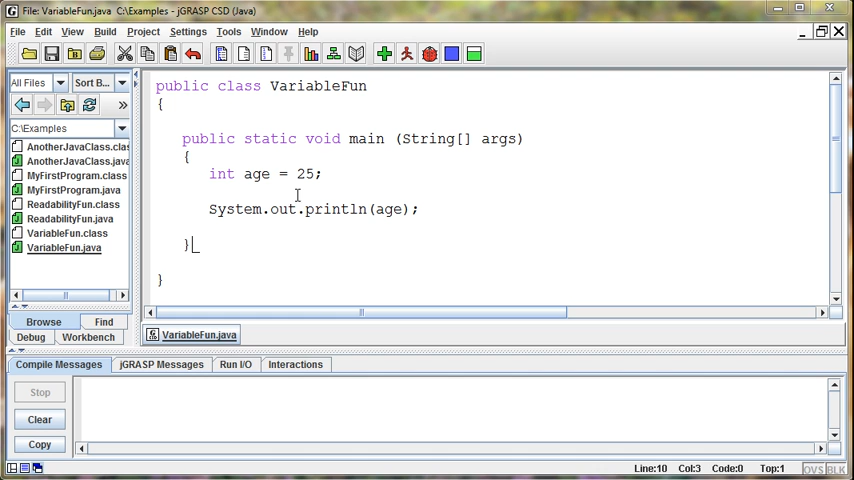 File: VariableFun.java  C:\Examples - jGRASP CSD (Java)
File Edit View Build Project Settings Tools Window Help
All Files Sort B...
C:\Examples
AnotherJavaClass.clas
AnotherJavaClass.java
MyFirstProgram.class
MyFirstProgram.java
ReadabilityFun.class
ReadabilityFun.java
VariableFun.class
VariableFun.java
Browse Find
Debug Workbench
public class VariableFun
{
public static void main (String[] args)
{
int age = 25;
System.out.println(age);
}
}
VariableFun.java
Compile Messages jGRASP Messages Run I/O Interactions
Stop
Clear
Copy
Line:10 Col:3 Code:0 Top:1 OVS BLK